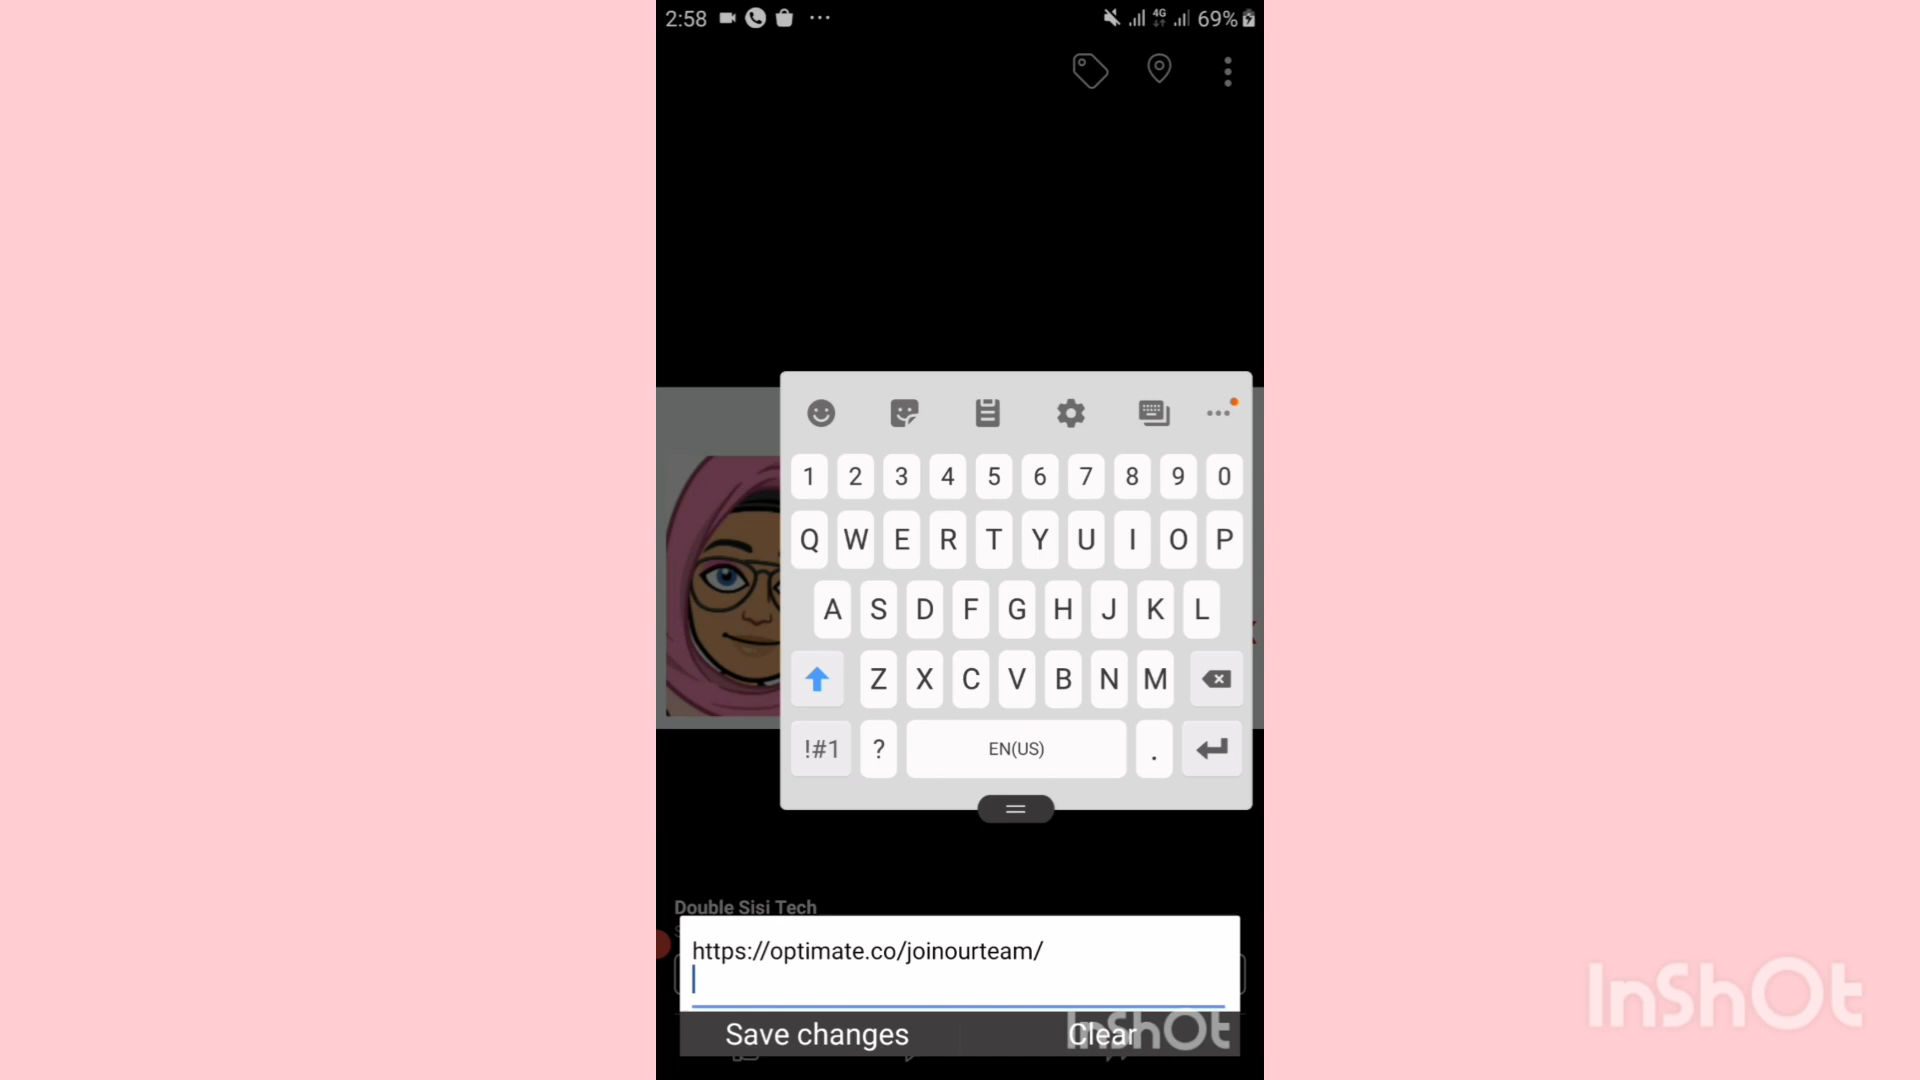 2:58
4G
69%
1 2 3 4 5 6 7 8 9 0
Q W E R T Y U I O P
A S D F G H J K L
Z X C V B N M
!#1 ? EN(US) .
Double Sisi Tech
https://optimate.co/joinourteam/
Save changes
Clear
InShOt
InShOt